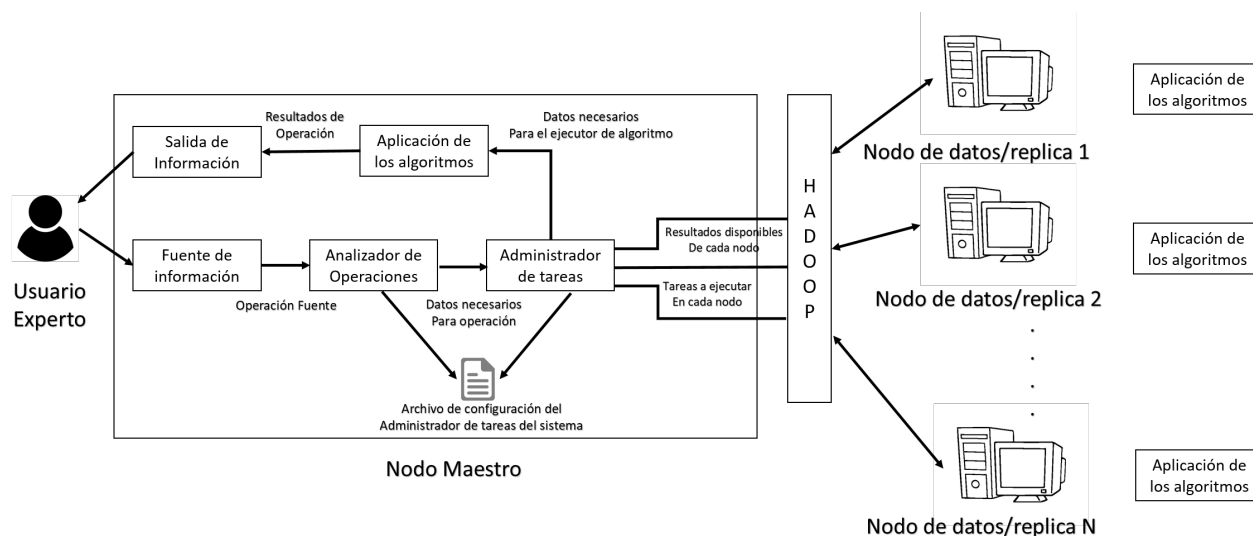 Resultados de
Operación
Datos necesarios
Para el ejecutor de algoritmo
Salida de
Información
Aplicación de
los algoritmos
Usuario
Experto
Fuente de
información
Analizador de
Operaciones
Administrador
de tareas
Operación Fuente
Datos necesarios
Para operación
Resultados disponibles
De cada nodo
Tareas a ejecutar
En cada nodo
Archivo de configuración del
Administrador de tareas del sistema
Nodo Maestro
H
A
D
O
O
P
Nodo de datos/replica 1
Aplicación de
los algoritmos
Nodo de datos/replica 2
Aplicación de
los algoritmos
Nodo de datos/replica N
Aplicación de
los algoritmos